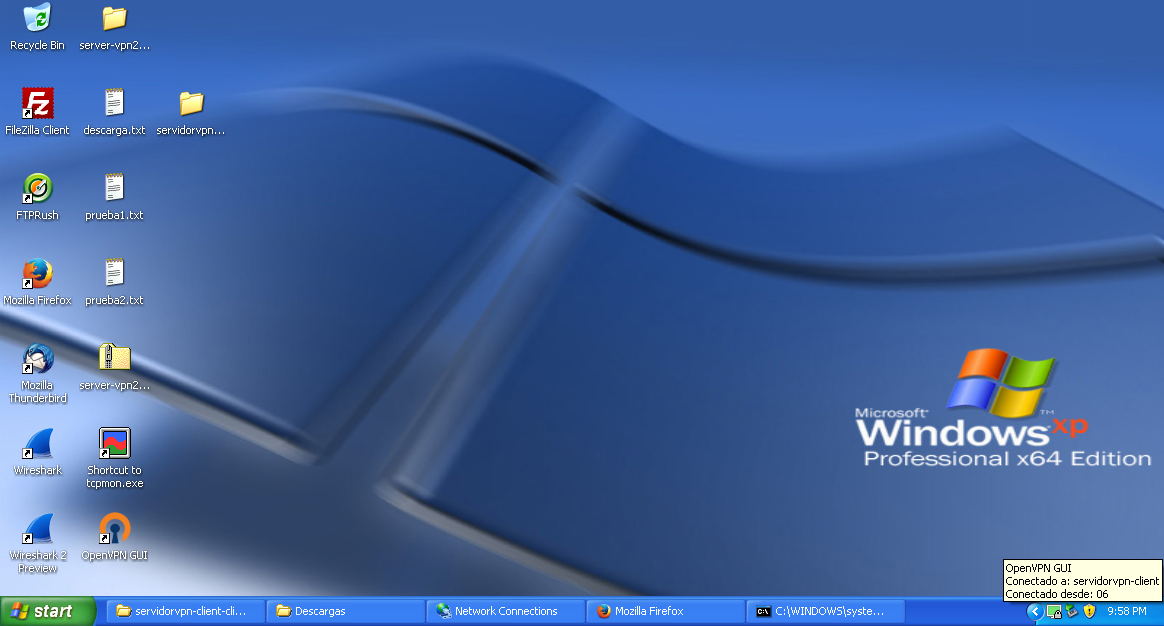 Recycle Bin
server-vpn2...
FileZilla Client
descarga.txt
servidorvpn...
FTPRush
prueba1.txt
Mozilla Firefox
prueba2.txt
Mozilla
Thunderbird
server-vpn2...
Wireshark
Shortcut to
tcpmon.exe
Wireshark 2
Preview
OpenVPN GUI
Microsoft
Windows xp ™
Professional x64 Edition
OpenVPN GUI
Conectado a: servidorvpn-client
Conectado desde: 06
start
servidorvpn-client-cli...
Descargas
Network Connections
Mozilla Firefox
C:\
C:\WINDOWS\syste...
9:58 PM